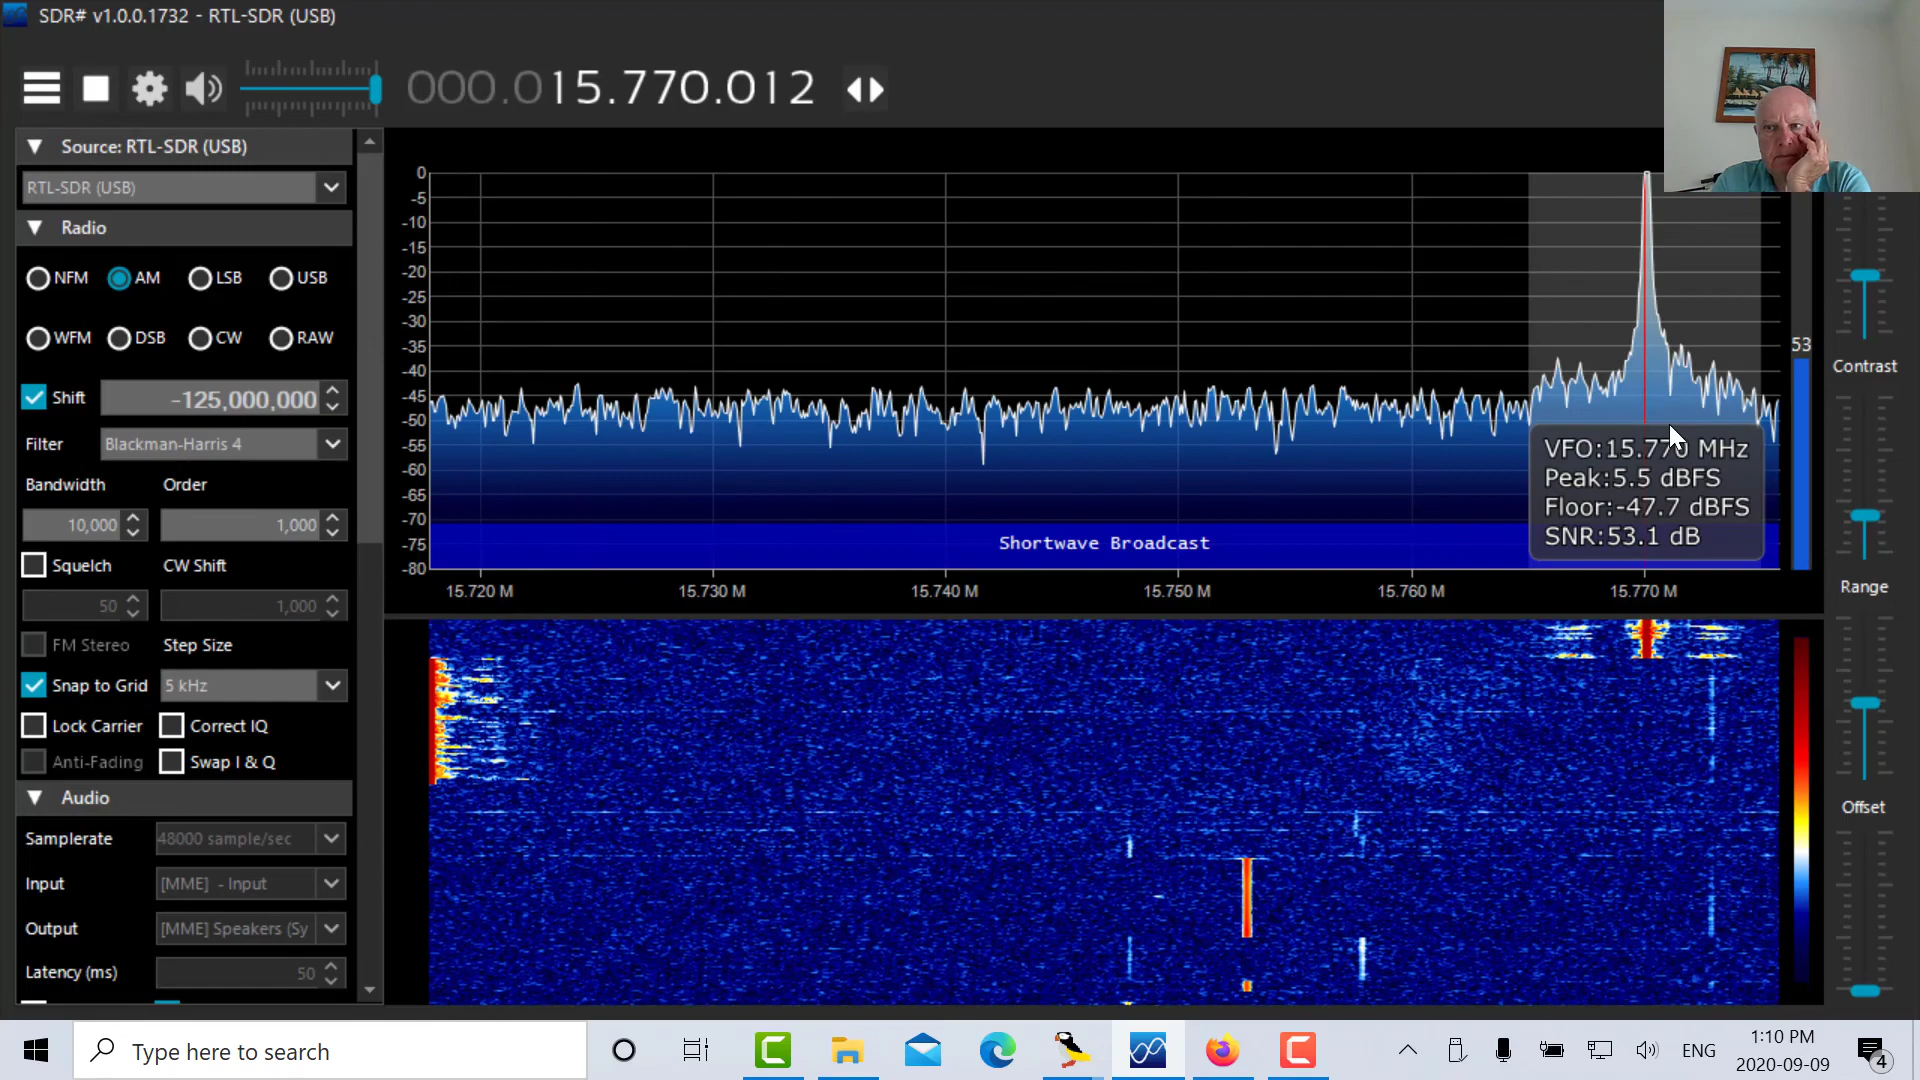 SDR# v1.0.0.1732 - RTL-SDR (USB)
000.015.770.012
Source: RTL-SDR (USB)
RTL-SDR (USB)
Radio
NFM AM LSB USB
WFM DSB CW RAW
Shift -125,000,000
Filter Blackman-Harris 4
Bandwidth Order
10,000 1,000
Squelch CW Shift
50 1,000
FM Stereo Step Size
Snap to Grid 5 kHz
Lock Carrier Correct IQ
Anti-Fading Swap I & Q
Audio
Samplerate 48000 sample/sec
Input [MME] - Input
Output [MME] Speakers (Sy
Latency (ms) 50
0
-5
-10
-15
-20
-25
-30
-35
-40
-45
-50
-55
-60
-65
-70
-75
-80
53
VFO:15.770 MHz
Peak:5.5 dBFS
Floor:-47.7 dBFS
SNR:53.1 dB
Shortwave Broadcast
15.720 M 15.730 M 15.740 M 15.750 M 15.760 M 15.770 M
Contrast
Range
Offset
Type here to search
ENG
1:10 PM
2020-09-09
4